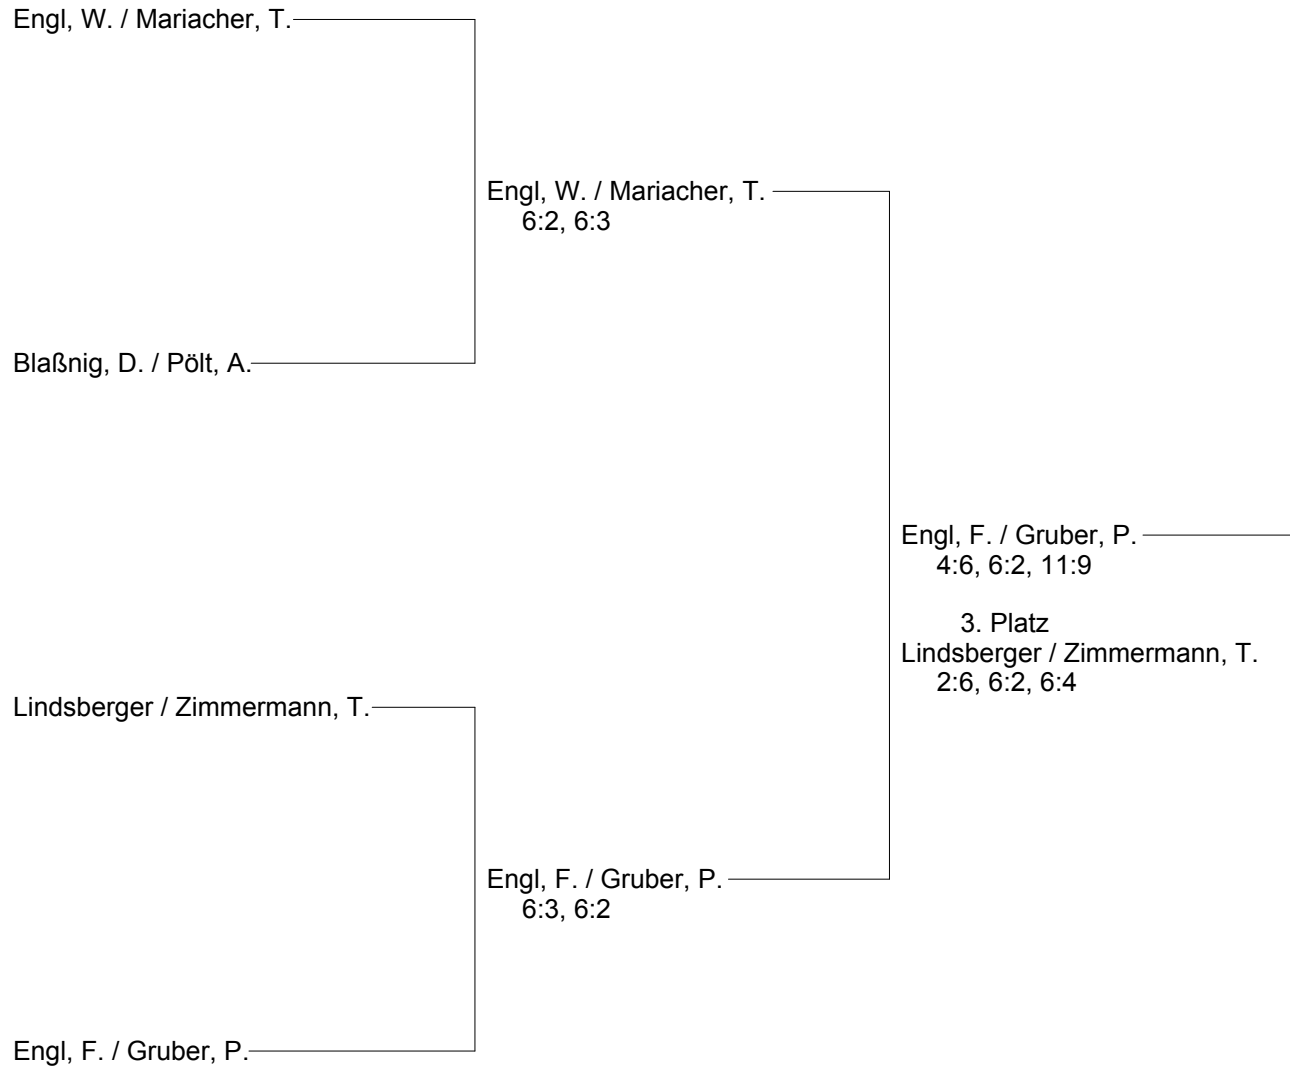 Engl, W. / Mariacher, T.
Engl, W. / Mariacher, T.
6:2, 6:3
Blaßnig, D. / Pölt, A.
Engl, F. / Gruber, P.
4:6, 6:2, 11:9
3. Platz
Lindsberger / Zimmermann, T.
2:6, 6:2, 6:4
Lindsberger / Zimmermann, T.
Engl, F. / Gruber, P.
6:3, 6:2
Engl, F. / Gruber, P.